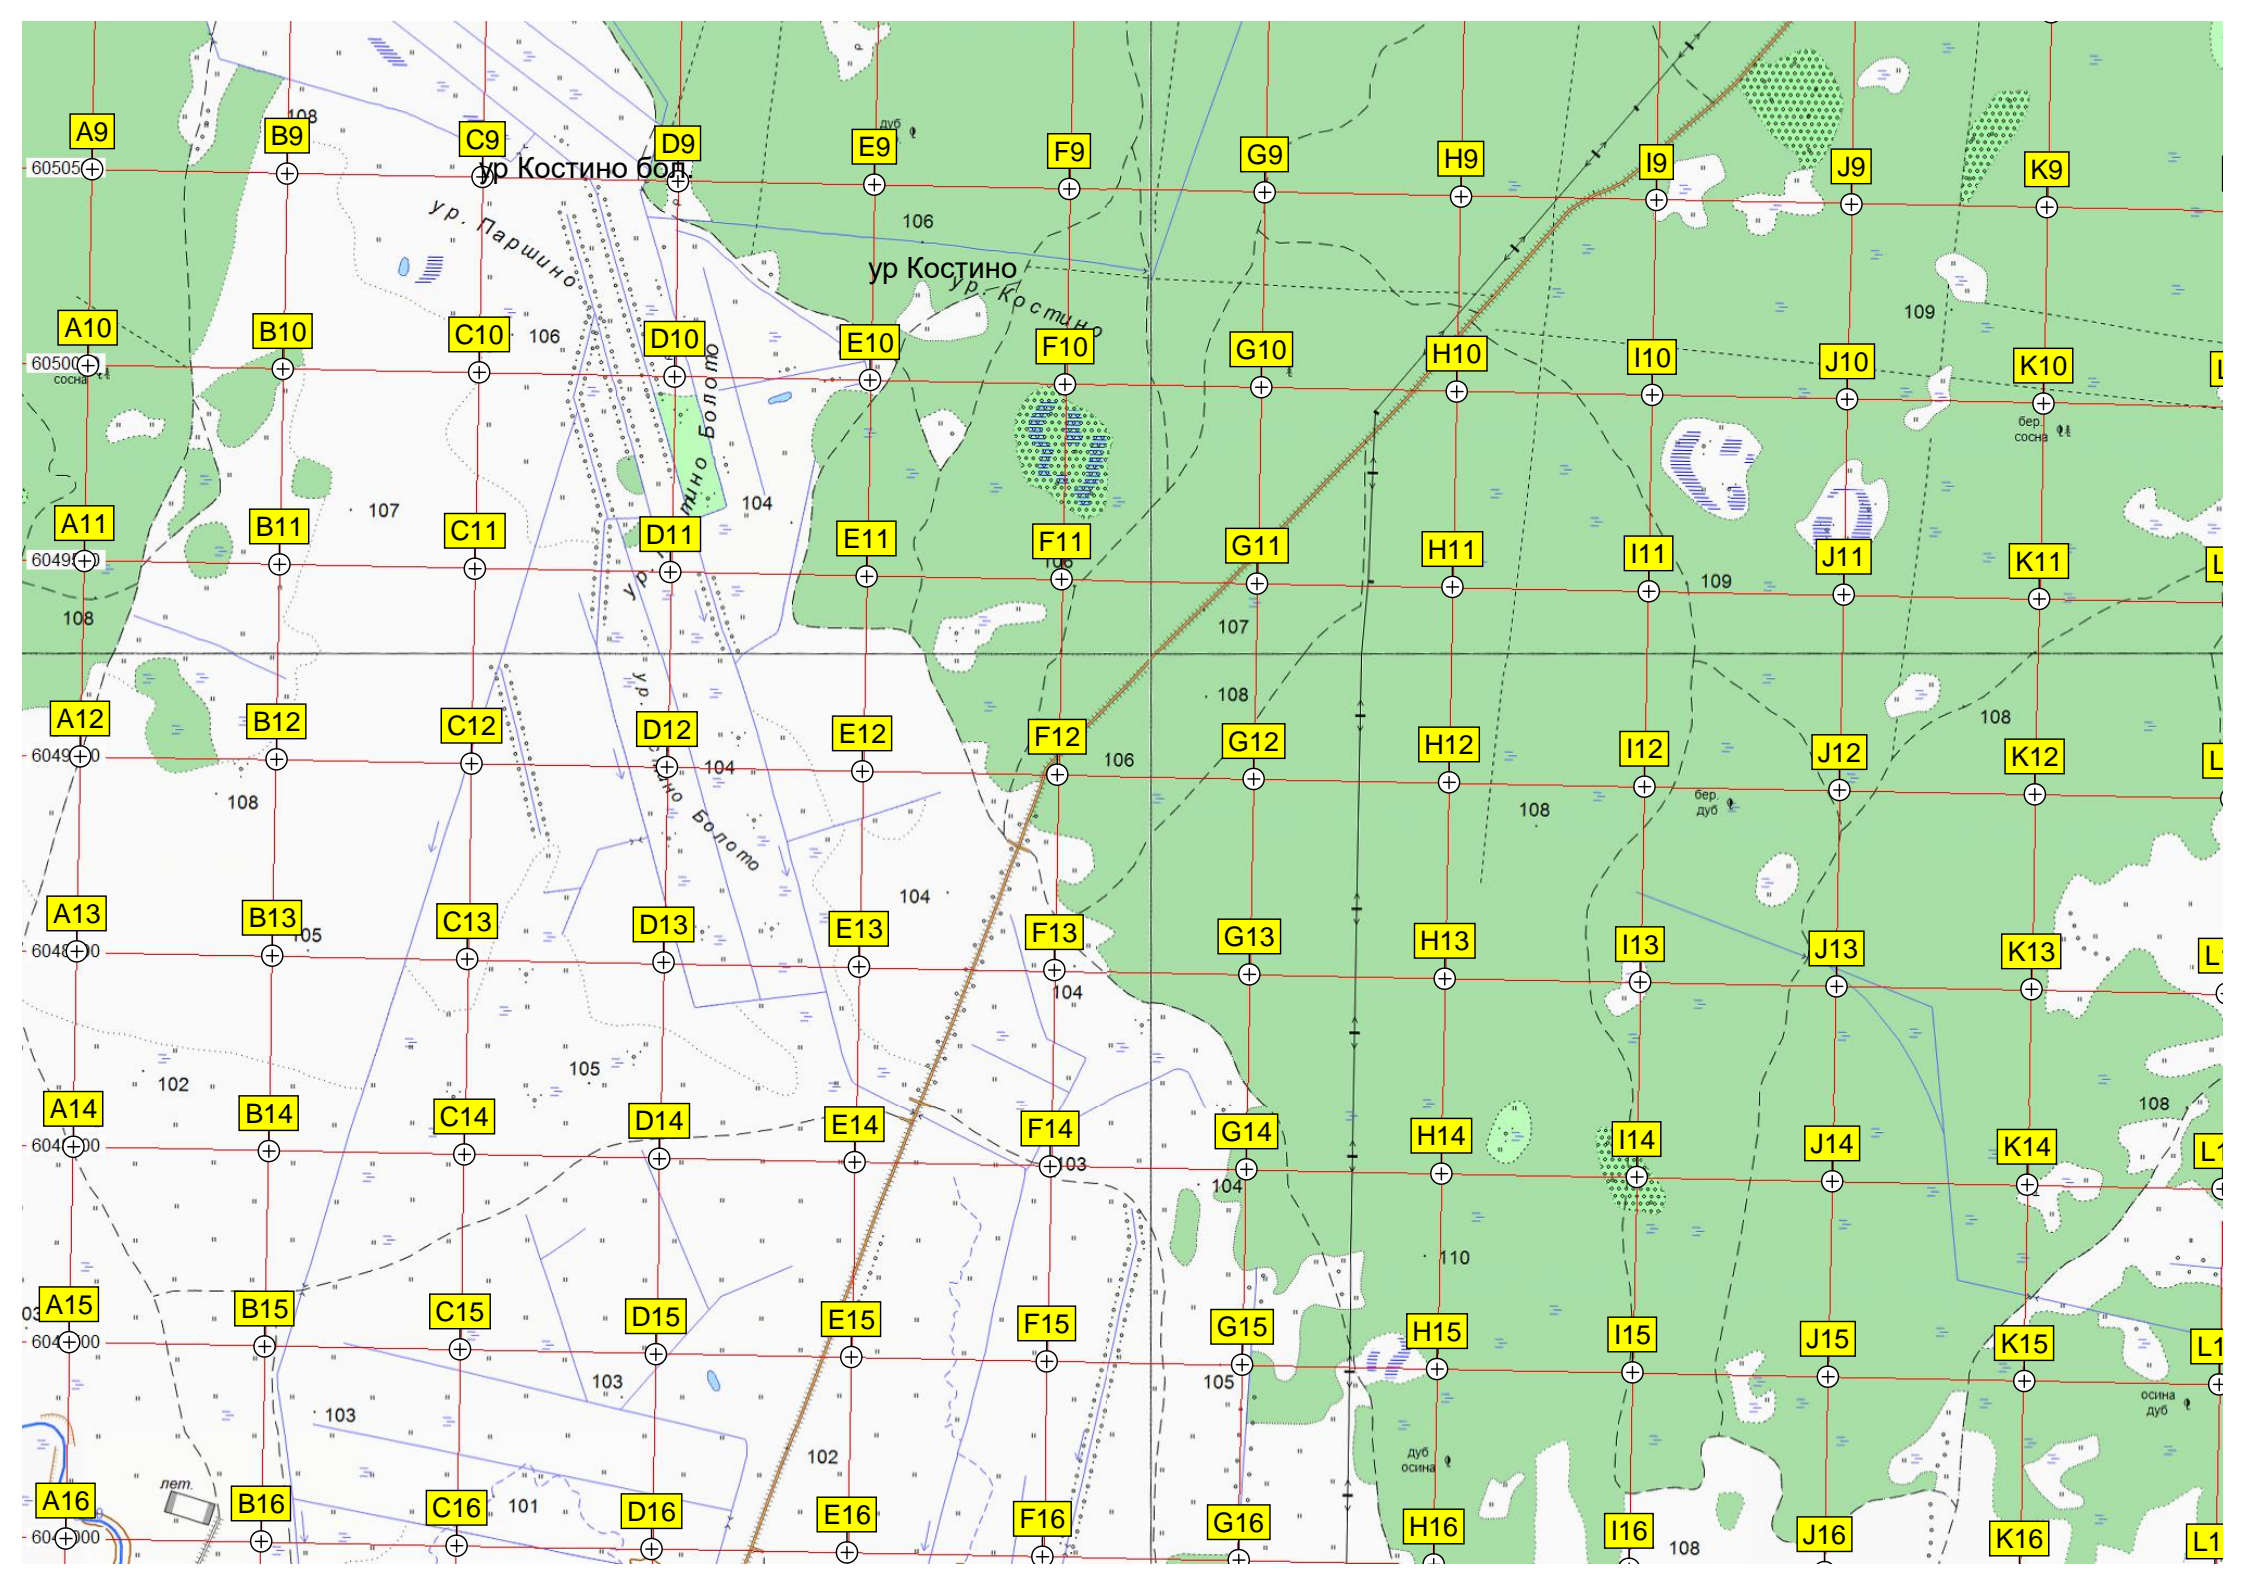 108
дуб
A9 B9 C9 D9 E9 F9 G9 H9 I9 J9 K9
60505
ур Костино бол.
ур. Паршино
106
ур Костино
ур. Костино
109
A10 B10 C10 106 D10 E10 F10 G10 H10 I10 J10 K10
сосна
бер.
сосна
107
104
Болото
A11 B11 C11 D11 E11 F11 G11 H11 I11 J11 K11
109
108
107
108
108
A12 B12 C12 D12 E12 F12 G12 H12 I12 J12 K12
104
106
108
бер.
дуб
108
Болото
104
A13 B13 C13 D13 E13 F13 G13 H13 I13 J13 K13
104
102
105
108
A14 B14 C14 D14 E14 F14 G14 H14 I14 J14 K14
103
104
110
A15 B15 C15 D15 E15 F15 G15 H15 I15 J15 K15
103
105
осина
дуб
103
102
дуб
осина
лет.
101
A16 B16 C16 D16 E16 F16 G16 H16 I16 J16 K16
108